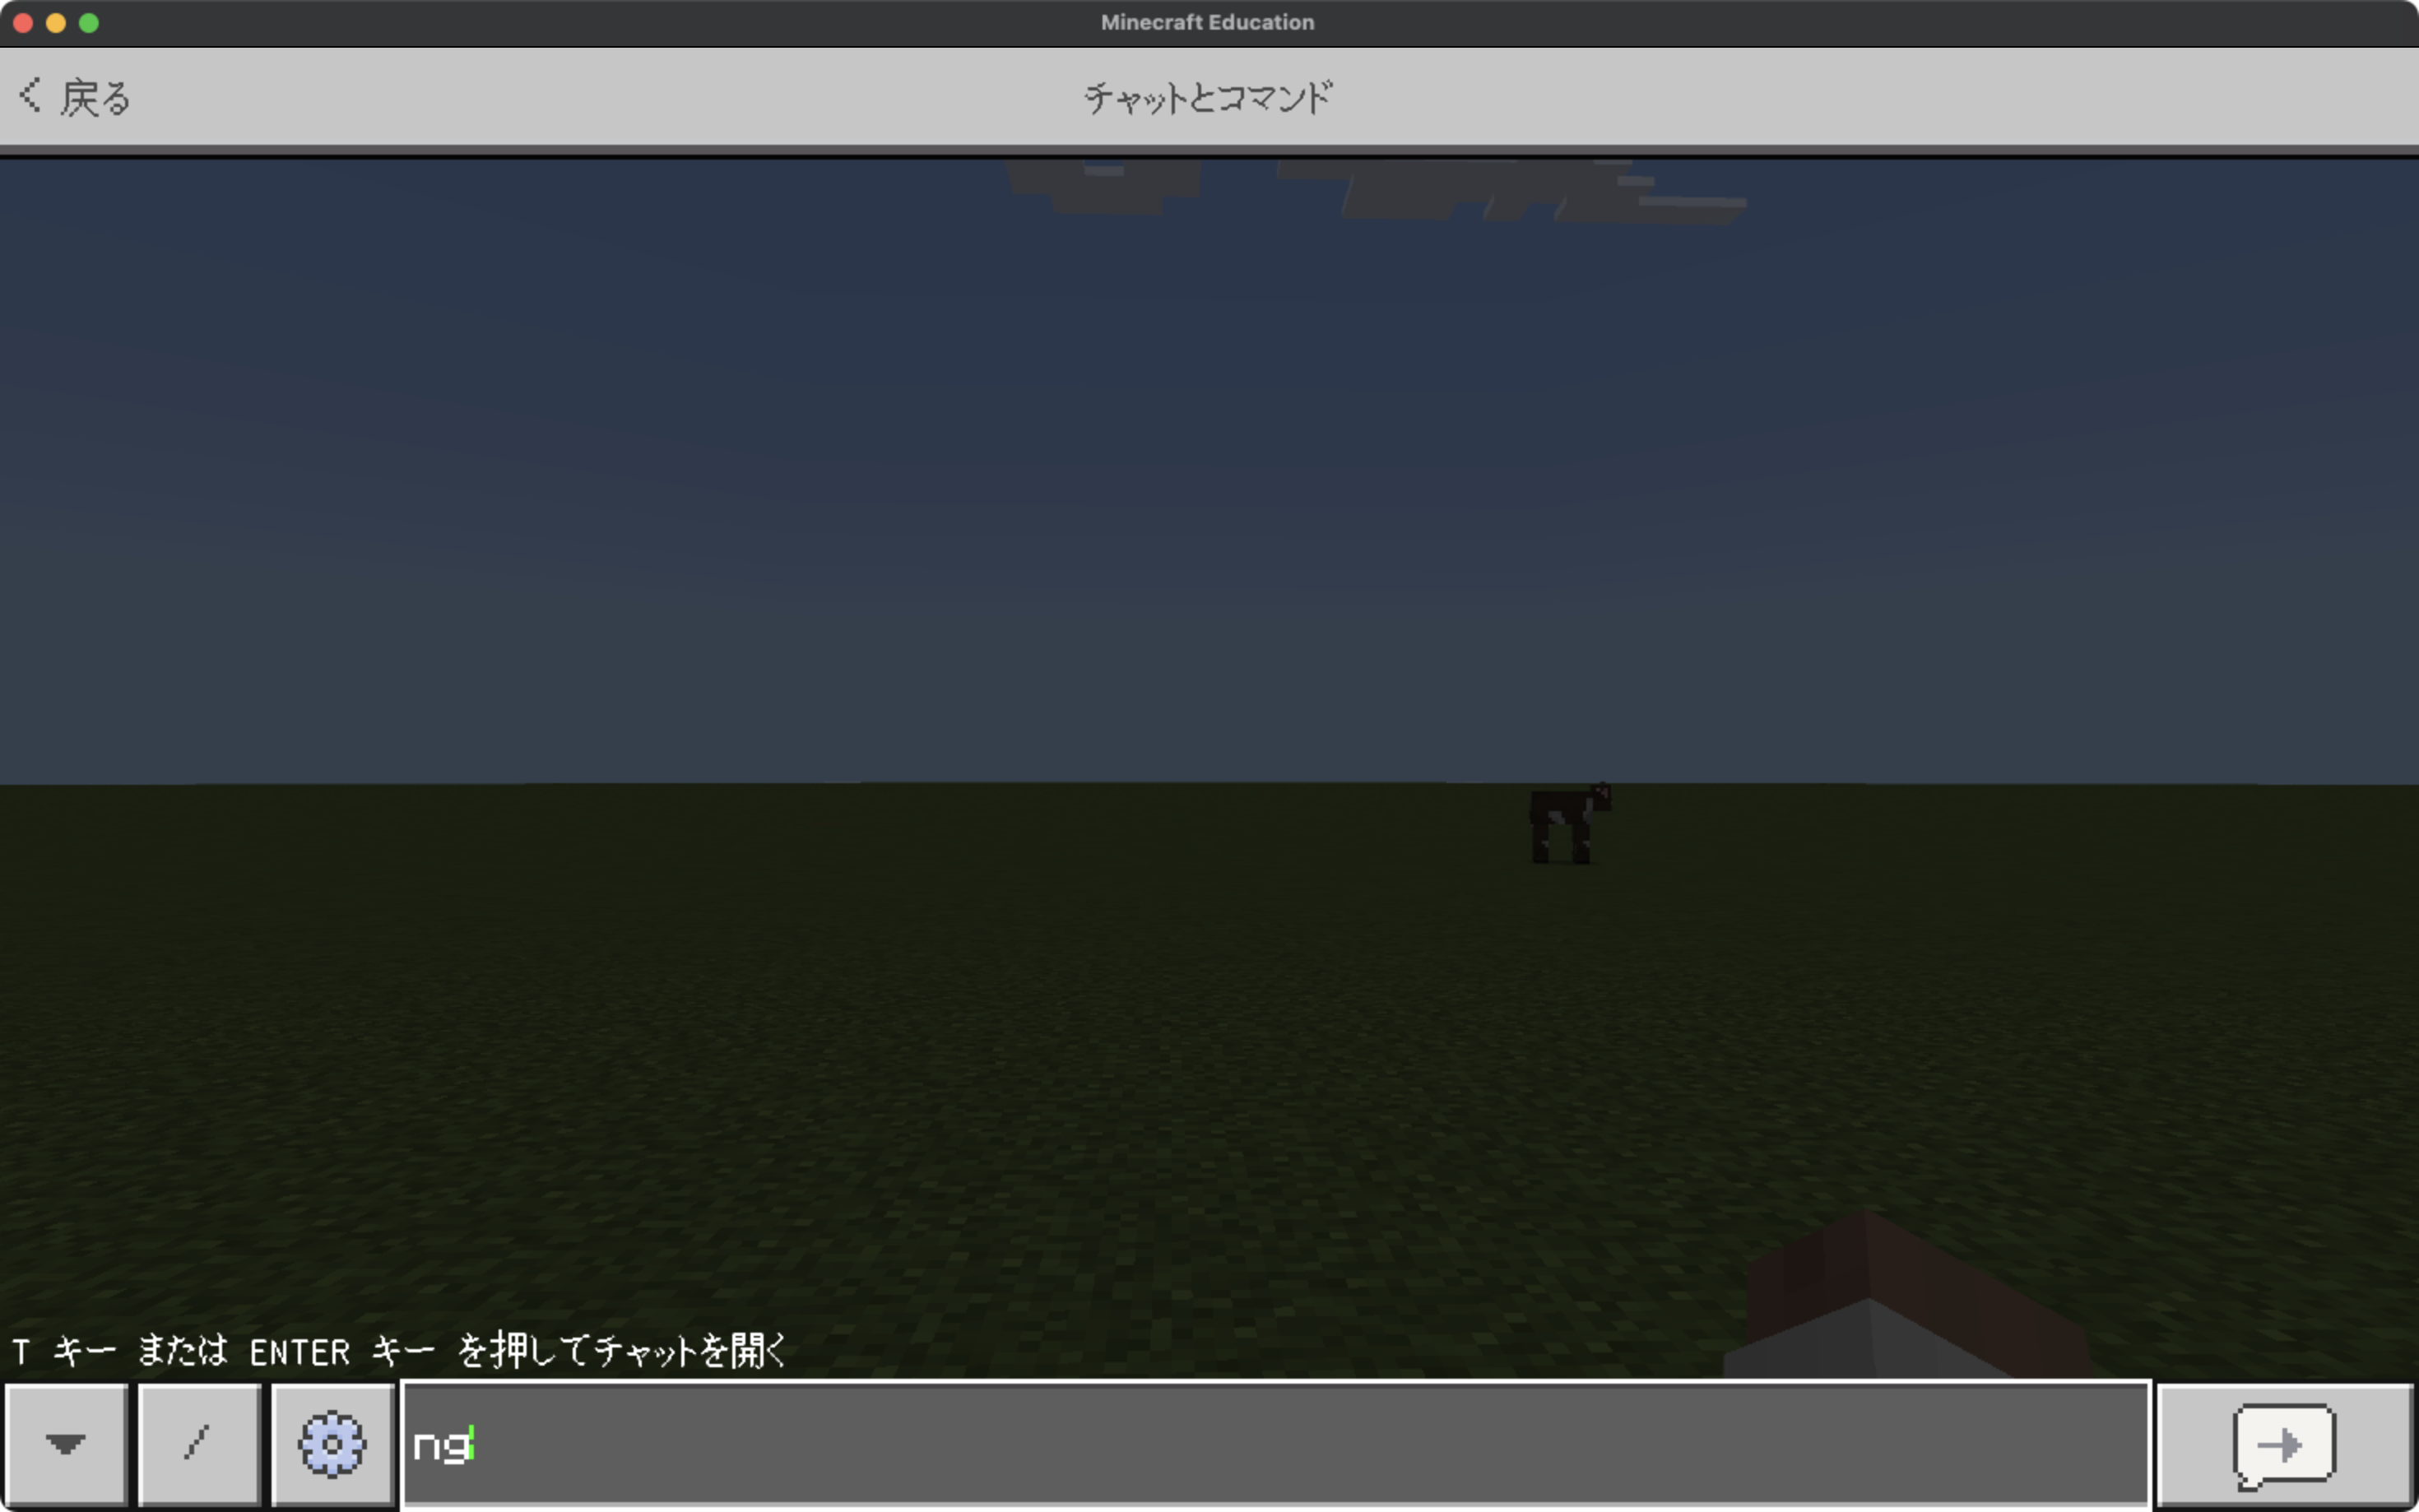 Minecraft Education
戻る
チャットとコマンド
T キー または ENTER キー を押してチャットを開く
/
ng